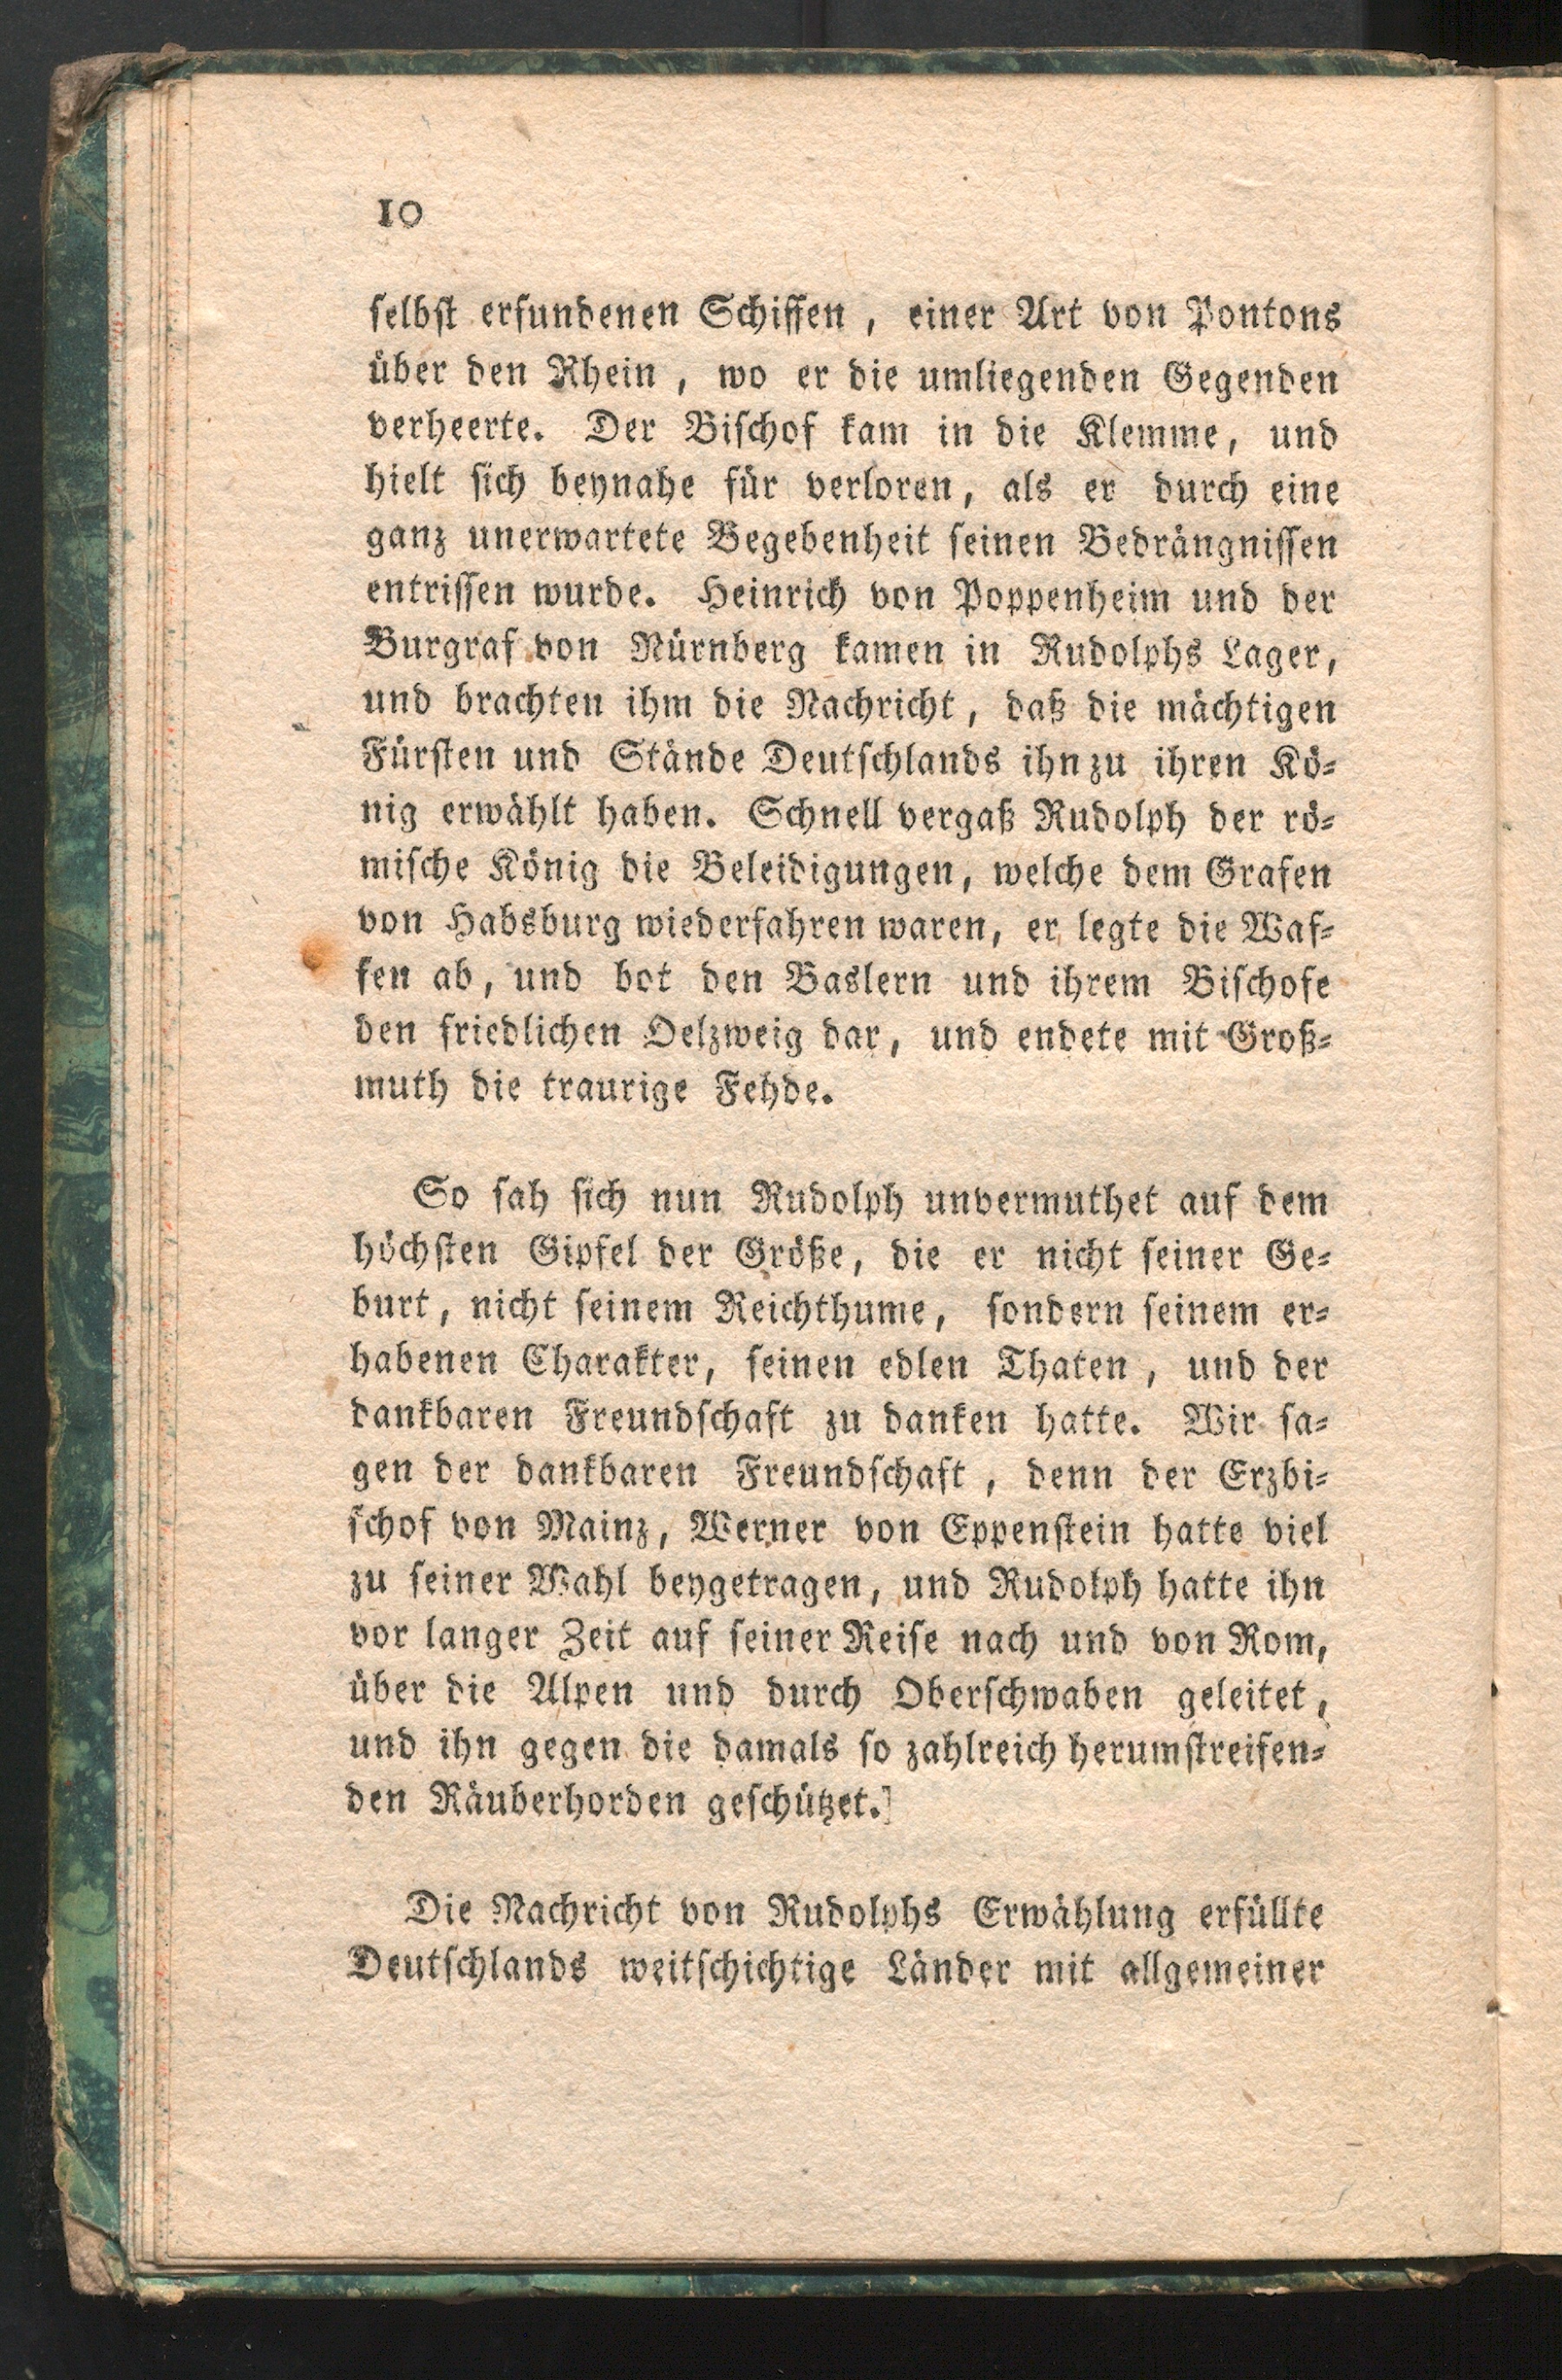 10
selbst erfundenen Schiffen, einer Art von Pontons
über den Rhein, wo er die umliegenden Gegenden
verheerte. Der Bischof kam in die Klemme, und
hielt sich beynahe für verloren, als er durch eine
ganz unerwartete Begebenheit seinen Bedrängnissen
entrissen wurde. Heinrich von Poppenheim und der
Burgraf von Nürnberg kamen in Rudolphs Lager,
und brachten ihm die Nachricht, daß die mächtigen
Fürsten und Stände Deutschlands ihn zu ihren Kö-
nig erwählt haben. Schnell vergaß Rudolph der rö-
mische König die Beleidigungen, welche dem Grafen
von Habsburg wiederfahren waren, er legte die Waf-
fen ab, und bot den Baslern und ihrem Bischofe
den friedlichen Oelzweig dar, und endete mit Groß-
muth die traurige Fehde.
So sah sich nun Rudolph unvermuthet auf dem
höchsten Gipfel der Größe, die er nicht seiner Ge-
burt, nicht seinem Reichthume, sondern seinem er-
habenen Charakter, seinen edlen Thaten, und der
dankbaren Freundschaft zu danken hatte. Wir sa-
gen der dankbaren Freundschaft, denn der Erzbi-
schof von Mainz, Werner von Eppenstein hatte viel
zu seiner Wahl beygetragen, und Rudolph hatte ihn
vor langer Zeit auf seiner Reise nach und von Rom,
über die Alpen und durch Oberschwaben geleitet,
und ihn gegen die damals so zahlreich herumstreifen-
den Räuberhorden geschützet.]
Die Nachricht von Rudolphs Erwählung erfüllte
Deutschlands weitschichtige Länder mit allgemeiner